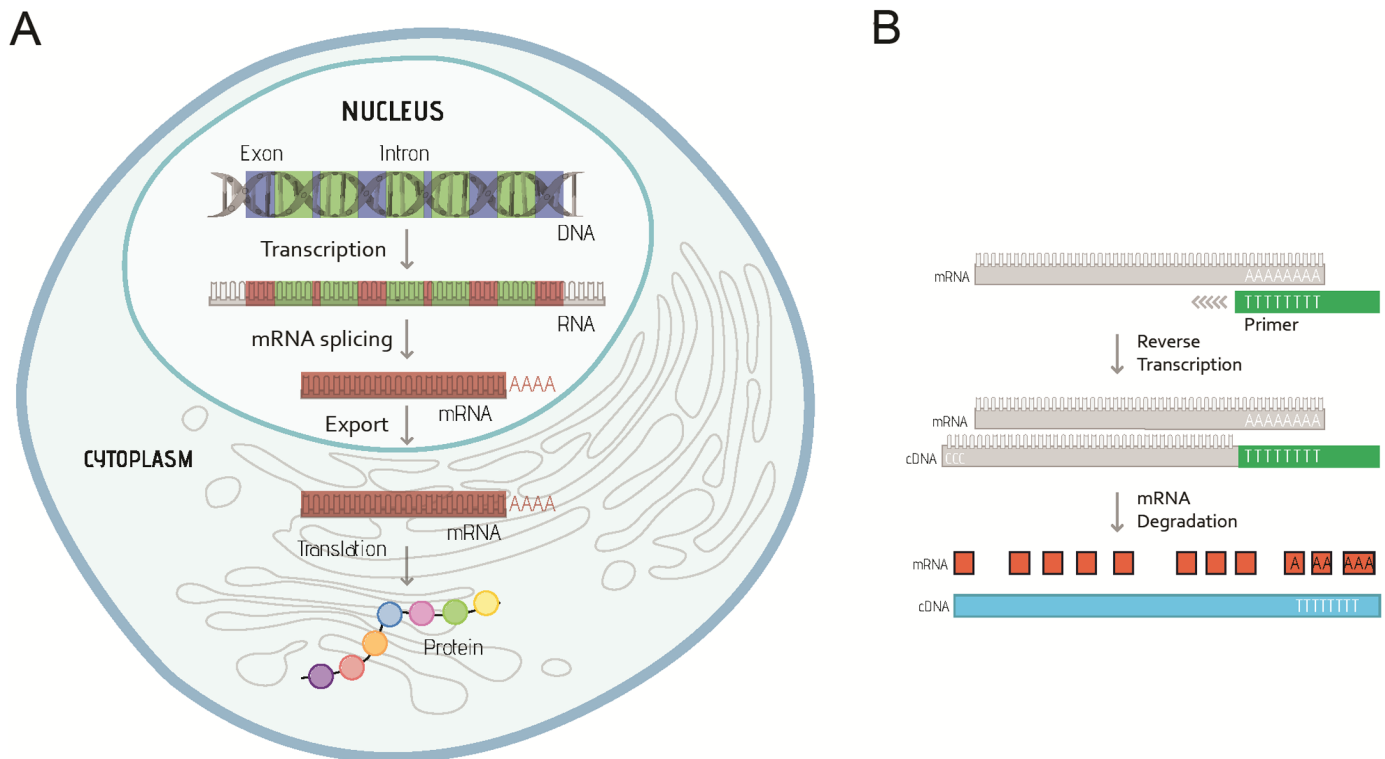 A
NUCLEUS
Exon
Intron
DNA
Transcription
RNA
mRNA splicing
AAAA
mRNA
Export
CYTOPLASM
AAAA
mRNA
Translation
Protein
B
mRNA
AAAAAAAA
TTTTTTTT
Primer
Reverse
Transcription
mRNA
AAAAAAAA
cDNA
CCC
TTTTTTTT
mRNA
Degradation
mRNA
A
AA
AAA
cDNA
TTTTTTTT